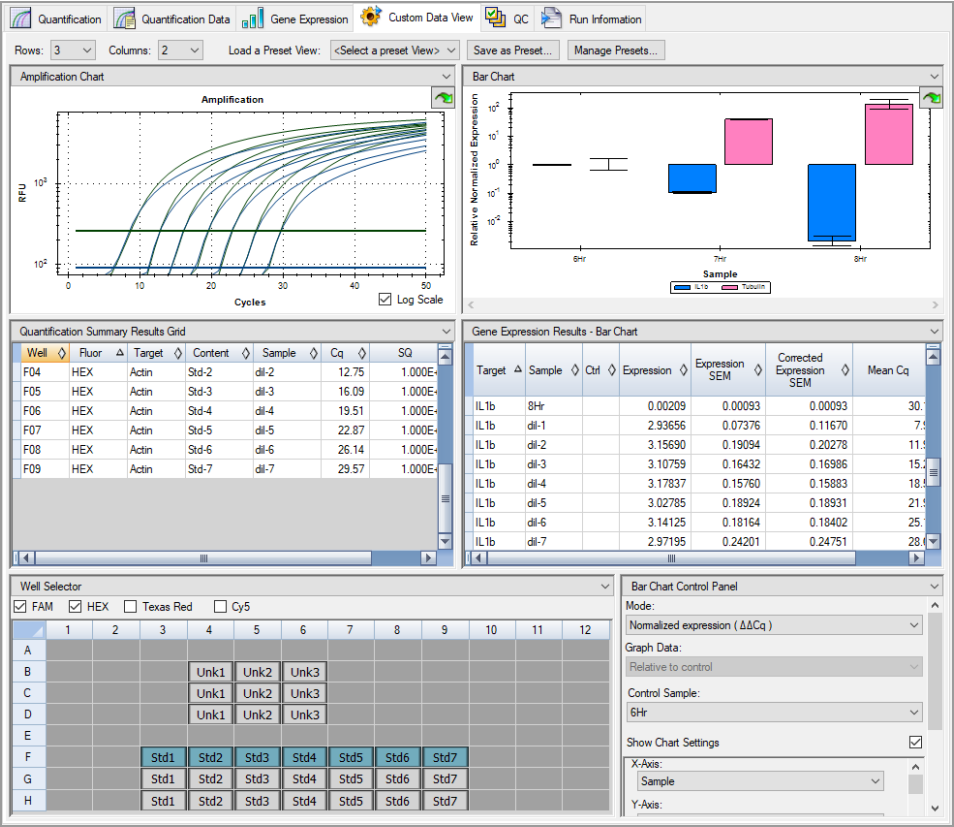 Quantification Quantification Data Gene Expression Custom Data View QC Run Information
Rows: 3 Columns: 2 Load a Preset View: <Select a preset View> Save as Preset... Manage Presets...
Amplification Chart
Amplification
RFU
10³
10²
0 10 20 30 40 50
Cycles
Log Scale
Bar Chart
Relative Normalized Expression
10²
10¹
10⁰
10⁻¹
10⁻²
6Hr 7Hr 8Hr
Sample
IL1b Tubulin
Quantification Summary Results Grid
Well Fluor Target Content Sample Cq SQ
F04 HEX Actin Std-2 dil-2 12.75 1.000E+
F05 HEX Actin Std-3 dil-3 16.09 1.000E+
F06 HEX Actin Std-4 dil-4 19.51 1.000E+
F07 HEX Actin Std-5 dil-5 22.87 1.000E+
F08 HEX Actin Std-6 dil-6 26.14 1.000E+
F09 HEX Actin Std-7 dil-7 29.57 1.000E+
Gene Expression Results - Bar Chart
Target Sample Ctrl Expression Expression SEM Corrected Expression SEM Mean Cq
IL1b 8Hr 0.00209 0.00093 0.00093 30.
IL1b dil-1 2.93656 0.07376 0.11670 7.
IL1b dil-2 3.15690 0.19094 0.20278 11.
IL1b dil-3 3.10759 0.16432 0.16986 15.
IL1b dil-4 3.17837 0.15760 0.15883 18.
IL1b dil-5 3.02785 0.18924 0.18931 21.
IL1b dil-6 3.14125 0.18164 0.18402 25.
IL1b dil-7 2.97195 0.24201 0.24751 28.
Well Selector
FAM HEX Texas Red Cy5
1 2 3 4 5 6 7 8 9 10 11 12
A
B Unk1 Unk2 Unk3
C Unk1 Unk2 Unk3
D Unk1 Unk2 Unk3
E
F Std1 Std2 Std3 Std4 Std5 Std6 Std7
G Std1 Std2 Std3 Std4 Std5 Std6 Std7
H Std1 Std2 Std3 Std4 Std5 Std6 Std7
Bar Chart Control Panel
Mode:
Normalized expression ( ΔΔCq )
Graph Data:
Relative to control
Control Sample:
6Hr
Show Chart Settings
X-Axis:
Sample
Y-Axis: